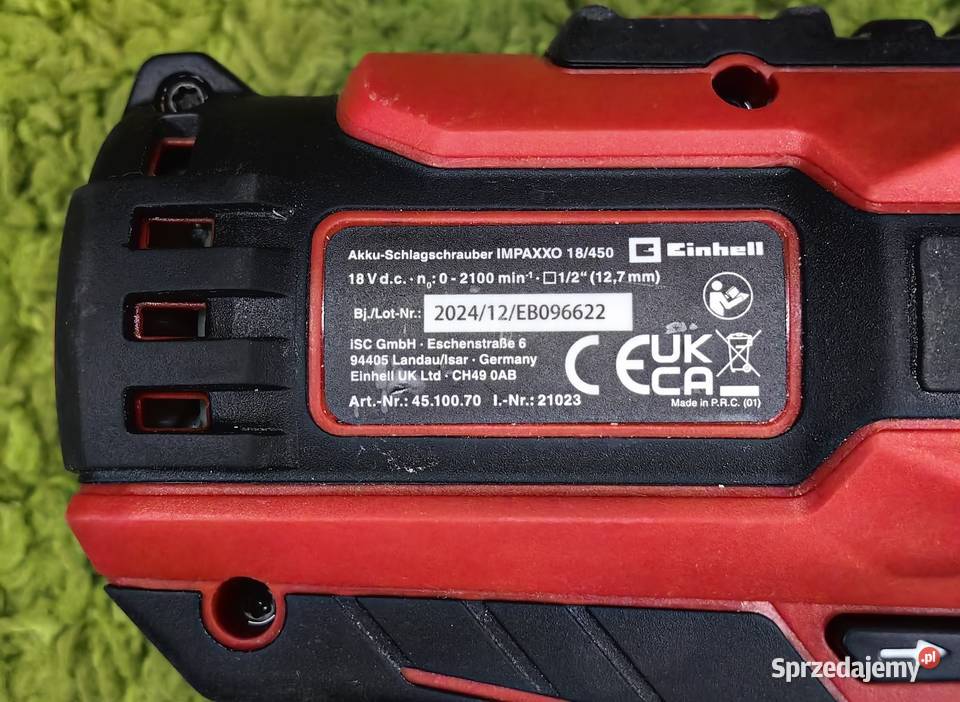 Akku-Schlagschrauber IMPAXXO 18/450 Einhell
18 V d.c. · n₀: 0 - 2100 min⁻¹ · □ 1/2“ (12,7 mm)
Bj./Lot-Nr.: 2024/12/EB096622
iSC GmbH · Eschenstraße 6
94405 Landau/Isar · Germany
Einhell UK Ltd · CH49 0AB
Art.-Nr.: 45.100.70 I.-Nr.: 21023
CE
UK
CA
Made in P.R.C. (01)
Sprzedajemy.pl